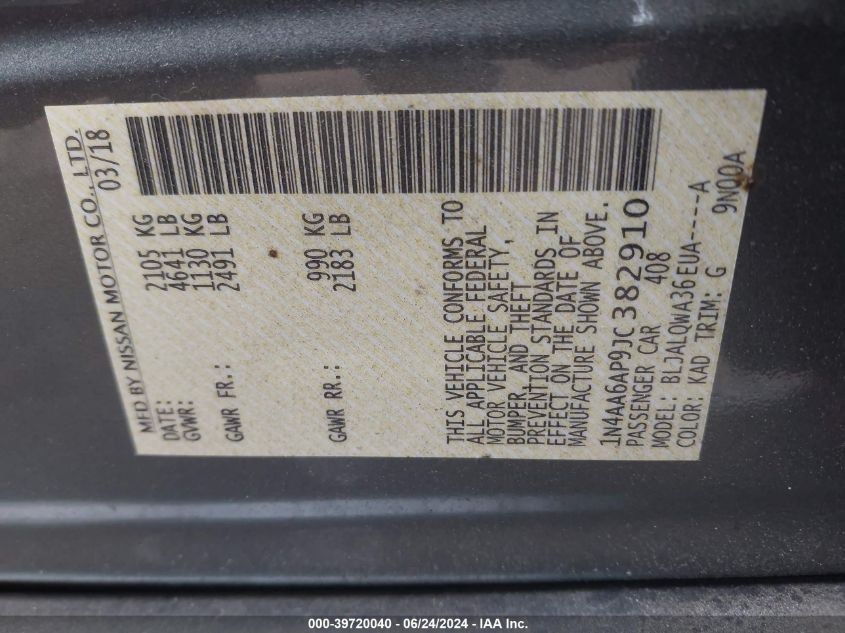 MFD BY NISSAN MOTOR CO., LTD.
DATE: 03/18
GVWR: 2105 KG
4641 LB
GAWR FR.: 1130 KG
2491 LB
GAWR RR.: 990 KG
2183 LB
THIS VEHICLE CONFORMS TO
ALL APPLICABLE FEDERAL
MOTOR VEHICLE SAFETY,
BUMPER, AND THEFT
PREVENTION STANDARDS IN
EFFECT ON THE DATE OF
MANUFACTURE SHOWN ABOVE.
1N4AA6AP9JC382910
PASSENGER CAR 408
MODEL: BLJALQWA36EUA-----A
COLOR: KAD TRIM: G 9NOOA
000-39720040 - 06/24/2024 - IAA Inc.